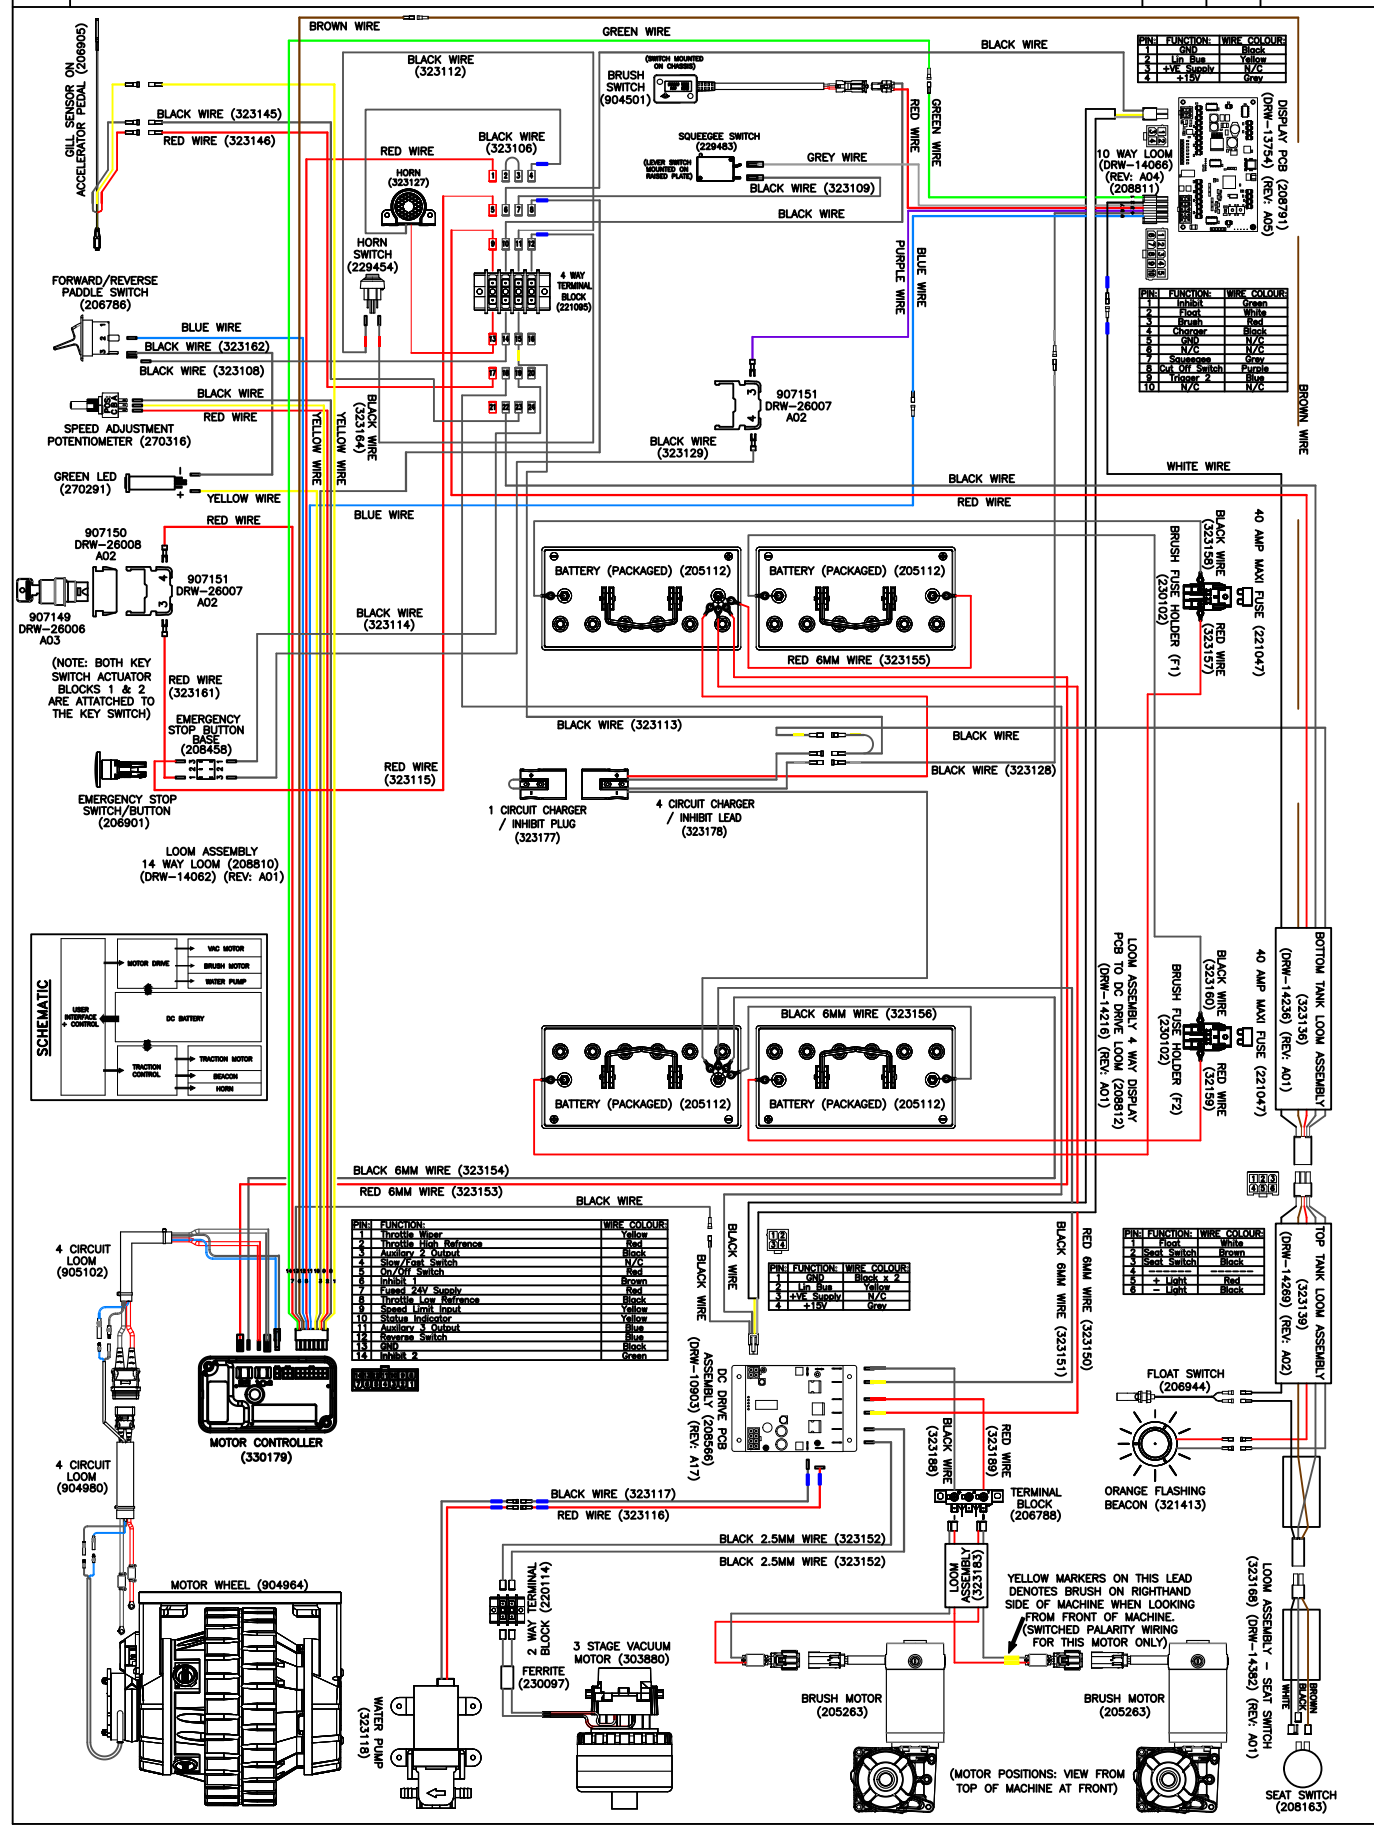 BROWN WIRE
GREEN WIRE
GILL SENSOR ON
ACCELERATOR PEDAL (206905)
BLACK WIRE
(323112)
(SWITCH MOUNTED
ON CHASSIS)
BRUSH
SWITCH
(904501)
BLACK WIRE
PIN: FUNCTION: WIRE COLOUR:
1 GND Black
2 Lin Bus Yellow
3 +VE Supply N/C
4 +15V Grey
DISPLAY PCB (208791)
(DRW-13754) (REV: A05)
BLACK WIRE (323145)
RED WIRE (323146)
RED WIRE
BLACK WIRE
(323106)
HORN
(323127)
SQUEEGEE SWITCH
(229483)
(LEVER SWITCH
MOUNTED ON
RAISED PLATE)
GREY WIRE
BLACK WIRE (323109)
BLACK WIRE
RED WIRE
GREEN WIRE
10 WAY LOOM
(DRW-14066)
(REV: A04)
(208811)
HORN
SWITCH
(229454)
4 WAY
TERMINAL
BLOCK
(221095)
PURPLE WIRE
BLUE WIRE
FORWARD/REVERSE
PADDLE SWITCH
(206786)
BLUE WIRE
BLACK WIRE (323162)
BLACK WIRE (323108)
PIN: FUNCTION: WIRE COLOUR:
1 Inhibit Green
2 Float White
3 Brush Red
4 Charger Black
5 GND N/C
6 N/C N/C
7 Squeegee Grey
8 Cut Off Switch Purple
9 Trigger 2 Blue
10 N/C N/C
BLACK WIRE
RED WIRE
SPEED ADJUSTMENT
POTENTIOMETER (270316)
YELLOW WIRE
YELLOW WIRE
BLACK WIRE
(323164)
907151
DRW-26007
A02
BLACK WIRE
(323129)
BROWN WIRE
GREEN LED
(270291)
YELLOW WIRE
WHITE WIRE
BLACK WIRE
RED WIRE
RED WIRE
BLUE WIRE
907150
DRW-26008
A02
907151
DRW-26007
A02
907149
DRW-26006
A03
(NOTE: BOTH KEY
SWITCH ACTUATOR
BLOCKS 1 & 2
ARE ATTATCHED TO
THE KEY SWITCH)
RED WIRE
(323161)
BLACK WIRE
(323114)
BATTERY (PACKAGED) (205112)
BATTERY (PACKAGED) (205112)
RED 6MM WIRE (323155)
BLACK WIRE
(323158)
BRUSH FUSE HOLDER (F1)
(230102)
RED WIRE
(323157)
40 AMP MAXI FUSE (221047)
EMERGENCY
STOP BUTTON
BASE
(208458)
EMERGENCY STOP
SWITCH/BUTTON
(206901)
RED WIRE
(323115)
BLACK WIRE (323113)
BLACK WIRE
BLACK WIRE (323128)
1 CIRCUIT CHARGER
/ INHIBIT PLUG
(323177)
4 CIRCUIT CHARGER
/ INHIBIT LEAD
(323178)
LOOM ASSEMBLY
14 WAY LOOM (208810)
(DRW-14062) (REV: A01)
SCHEMATIC
USER
INTERFACE
+ CONTROL
MOTOR DRIVE
VAC MOTOR
BRUSH MOTOR
WATER PUMP
DC BATTERY
TRACTION
CONTROL
TRACTION MOTOR
BEACON
HORN
LOOM ASSEMBLY 4 WAY DISPLAY
PCB TO DC DRIVE LOOM (208812)
(DRW-14216) (REV: A01)
BLACK WIRE
(323160)
BRUSH FUSE HOLDER (F2)
(230102)
RED WIRE
(32159)
40 AMP MAXI FUSE (221047)
BOTTOM TANK LOOM ASSEMBLY
(323136)
(DRW-14236) (REV: A01)
BLACK 6MM WIRE (323156)
BATTERY (PACKAGED) (205112)
BATTERY (PACKAGED) (205112)
BLACK 6MM WIRE (323154)
RED 6MM WIRE (323153)
BLACK WIRE
4 CIRCUIT
LOOM
(905102)
PIN: FUNCTION: WIRE COLOUR:
1 Throttle Wiper Yellow
2 Throttle High Refrence Red
3 Auxilary 2 Output Black
4 Slow/Fast Switch N/C
5 On/Off Switch Red
6 Inhibit 1 Brown
7 Fused 24V Supply Red
8 Throttle Low Refrence Black
9 Speed Limit Input Yellow
10 Status Indicator Yellow
11 Auxilary 3 Output Blue
12 Reverse Switch Blue
13 GND Black
14 Inhibit 2 Green
BLACK WIRE
BLACK WIRE
PIN: FUNCTION: WIRE COLOUR:
1 GND Black x 2
2 Lin Bus Yellow
3 +VE Supply N/C
4 +15V Grey
BLACK 6MM WIRE (323151)
RED 6MM WIRE (323150)
PIN: FUNCTION: WIRE COLOUR:
1 Float White
2 Seat Switch Brown
3 Seat Switch Black
4 ------- -------
5 + Light Red
6 - Light Black
TOP TANK LOOM ASSEMBLY
(323139)
(DRW-14269) (REV: A02)
MOTOR CONTROLLER
(330179)
DC DRIVE PCB
ASSEMBLY (208566)
(DRW-10903) (REV: A17)
FLOAT SWITCH
(206944)
ORANGE FLASHING
BEACON (321413)
4 CIRCUIT
LOOM
(904980)
BLACK WIRE (323117)
RED WIRE (323116)
BLACK WIRE
(323188)
RED WIRE
(323189)
TERMINAL
BLOCK
(206788)
BLACK 2.5MM WIRE (323152)
BLACK 2.5MM WIRE (323152)
LOOM
ASSEMBLY
(323183)
MOTOR WHEEL (904964)
2 WAY TERMINAL
BLOCK (220114)
FERRITE
(230097)
3 STAGE VACUUM
MOTOR (303880)
WATER PUMP
(323118)
YELLOW MARKERS ON THIS LEAD
DENOTES BRUSH ON RIGHTHAND
SIDE OF MACHINE WHEN LOOKING
FROM FRONT OF MACHINE.
(SWITCHED PALARITY WIRING
FOR THIS MOTOR ONLY)
BRUSH MOTOR
(205263)
BRUSH MOTOR
(205263)
(MOTOR POSITIONS: VIEW FROM
TOP OF MACHINE AT FRONT)
LOOM ASSEMBLY - SEAT SWITCH
(323168) (DRW-14382) (REV: A01)
WHITE
BLACK
BROWN
SEAT SWITCH
(208163)